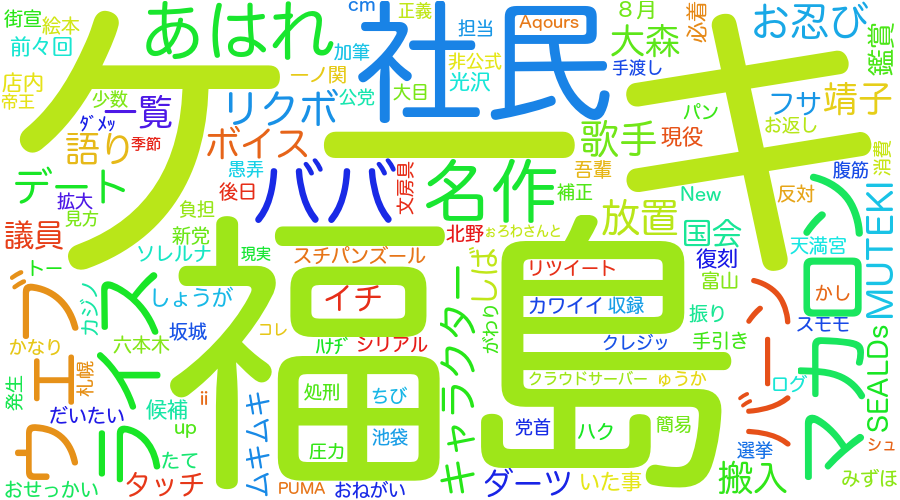 街宣
絵本
cm
正義
担当
Aqours
8月
必着
お忍び
鑑賞
前々回
あはれ
加筆
社民
非公式
大森
手渡し
店内
帝王
少数
一覧
リクボ
一ノ関
公党
大目
光沢
ケーキ
パン
フサ
靖子
ﾀﾞﾒｯ
季節
語り
ボイス
歌手
現役
お返し
消費
デート
愚弄
後日
ババ
文房具
名作
補正
吾輩
腹筋
拡大
見方
負担
New
反対
MUTEKI
議員
新党
現実
北野
ぉろわさんと
放置
国会
天満宮
トー
ソレルナ
福島
スチパンズール
しば
リツイート
復刻
富山
マカロン
かし
カジノ
しょうが
イチ
がわり
カワイイ
収録
振り
スモモ
ウェブ
ライス
坂城
コレ
ﾊﾅﾁﾞ
シリアル
キャラクター
クレジッ
手引き
バーン
SEALDs
かなり
六本木
札幌
処刑
ちび
クラウドサーバー
ゅうか
ログ
発生
だいたい
候補
ii
ムキムキ
池袋
党首
ハク
簡易
選挙
シュ
up
圧力
おせっかい
たて
タッチ
PUMA
おねがい
ダーツ
いた事
搬入
みずほ